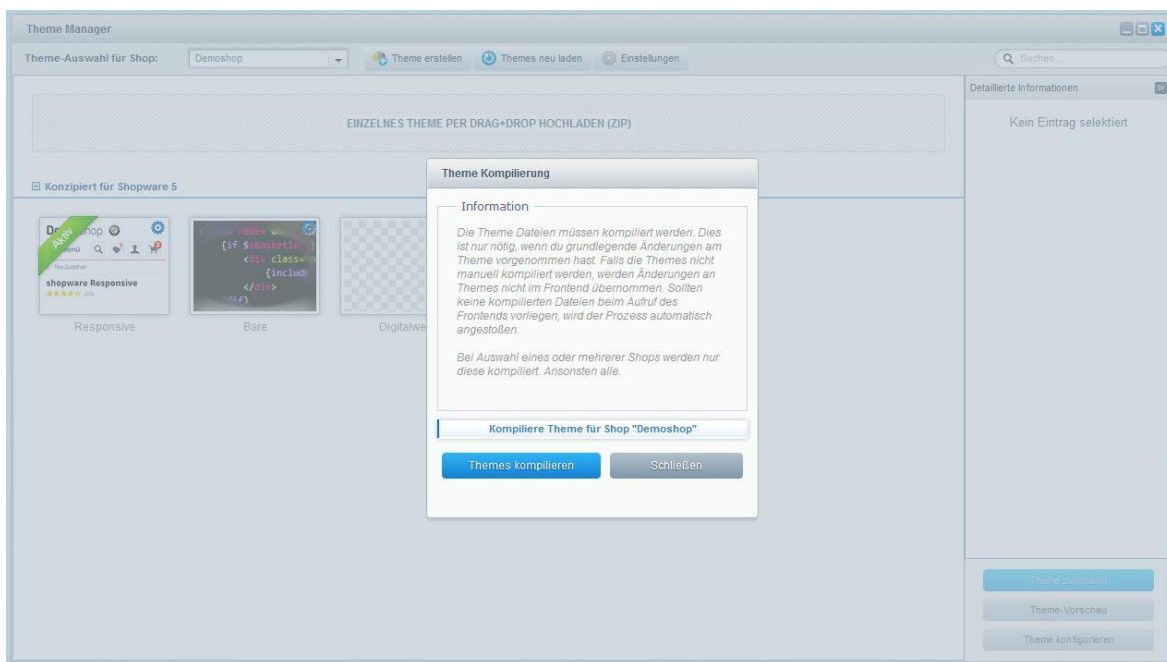 Theme Manager
Theme-Auswahl für Shop: Demoshop Theme erstellen Themes neu laden Einstellungen Suchen ...
Detaillierte Informationen
Kein Eintrag selektiert
EINZELNES THEME PER DRAG+DROP HOCHLADEN (ZIP)
Konzipiert für Shopware 5
Aktiv
shopware Responsive
Responsive
{if $sBasket
<div class=
{includ
</div>
Bare
Digitalwe
Theme Kompilierung
Information
Die Theme Dateien müssen kompiliert werden. Dies
ist nur nötig, wenn du grundlegende Änderungen am
Theme vorgenommen hast. Falls die Themes nicht
manuell kompiliert werden, werden Änderungen an
Themes nicht im Frontend übernommen. Sollten
keine kompilierten Dateien beim Aufruf des
Frontends vorliegen, wird der Prozess automatisch
angestoßen.
Bei Auswahl eines oder mehrerer Shops werden nur
diese kompiliert. Ansonsten alle.
Kompiliere Theme für Shop "Demoshop"
Themes kompilieren Schließen
Theme zuweisen
Theme-Vorschau
Theme konfigurieren